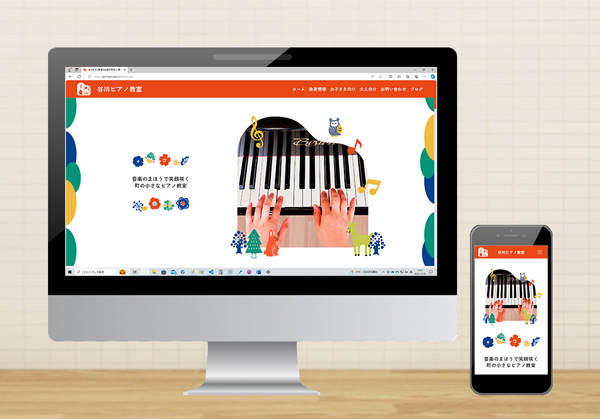 谷川ピアノ教室
ホーム 教室情報 お子さま向け 大人向け お問い合わせ ブログ
音楽のまほうで笑顔咲く
町の小さなピアノ教室
谷川ピアノ教室
音楽のまほうで笑顔咲く
町の小さなピアノ教室